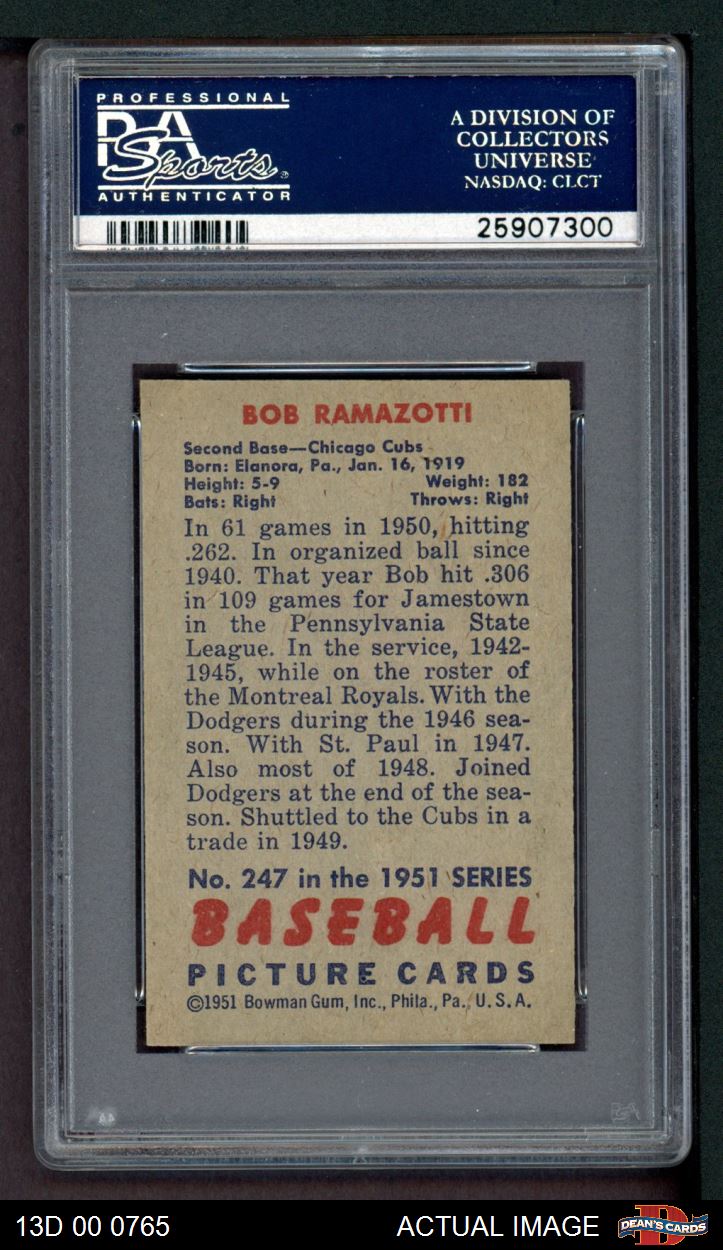 PROFESSIONAL
PSA
Sports
AUTHENTICATOR
A DIVISION OF
COLLECTORS
UNIVERSE
NASDAQ: CLCT
25907300
BOB RAMAZOTTI
Second Base—Chicago Cubs
Born: Elanora, Pa., Jan. 16, 1919
Height: 5-9 Weight: 182
Bats: Right Throws: Right
In 61 games in 1950, hitting
.262. In organized ball since
1940. That year Bob hit .306
in 109 games for Jamestown
in the Pennsylvania State
League. In the service, 1942-
1945, while on the roster of
the Montreal Royals. With the
Dodgers during the 1946 sea-
son. With St. Paul in 1947.
Also most of 1948. Joined
Dodgers at the end of the sea-
son. Shuttled to the Cubs in a
trade in 1949.
No. 247 in the 1951 SERIES
BASEBALL
PICTURE CARDS
©1951 Bowman Gum, Inc., Phila., Pa., U.S.A.
PSA
13D 00 0765 ACTUAL IMAGE
D
DEAN'S CARDS